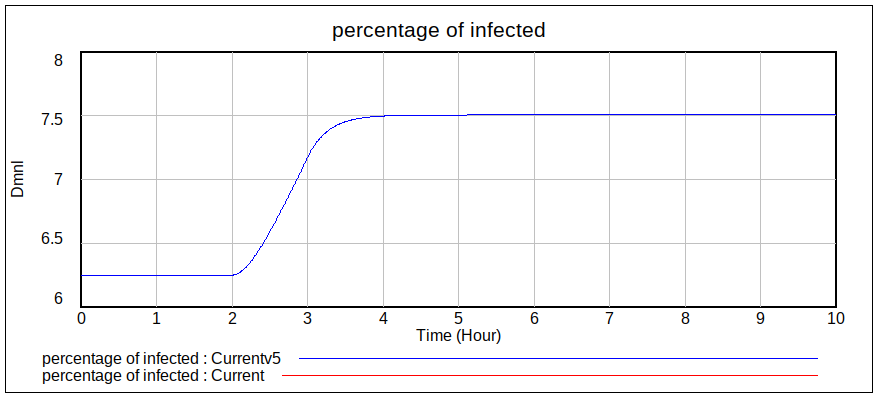 percentage of infected
8
7.5
7
6.5
6
Dmnl
0 1 2 3 4 5 6 7 8 9 10
Time (Hour)
percentage of infected : Currentv5
percentage of infected : Current